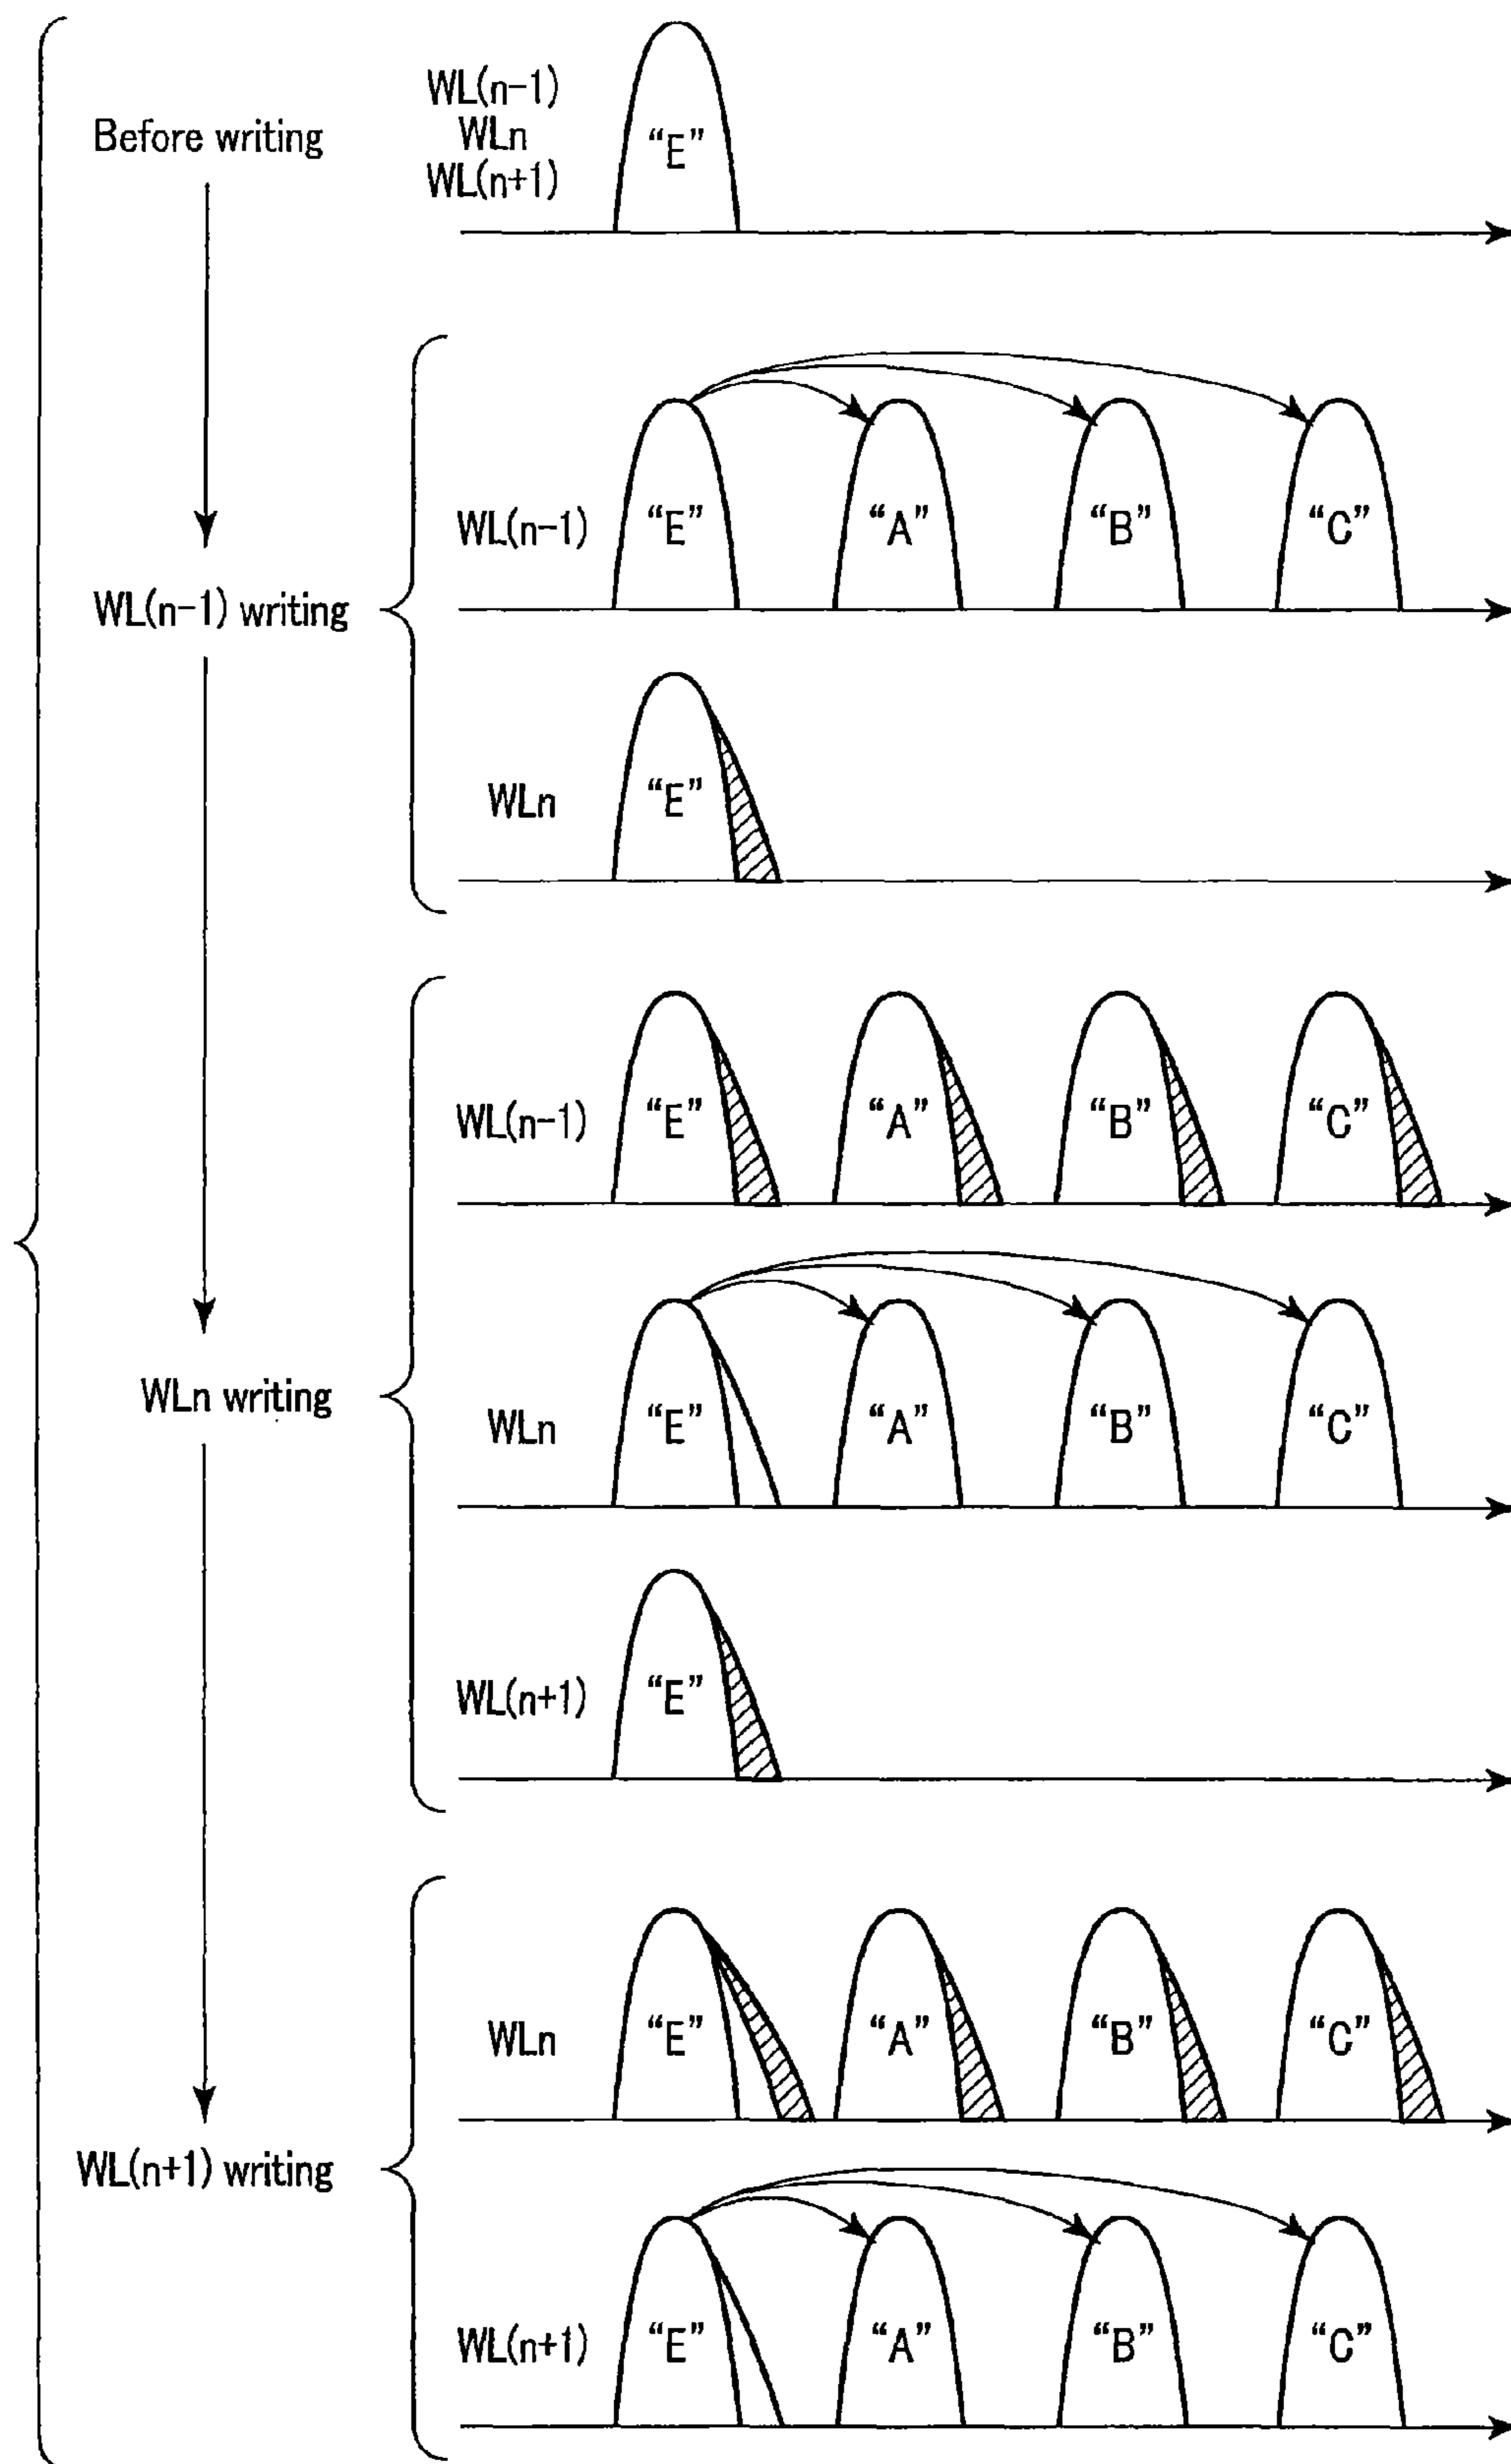 Before writing
WL(n-1)
WLn
WL(n+1)
“E”
WL(n-1) writing
WL(n-1)
“E” “A” “B” “C”
WLn
“E”
WLn writing
WL(n-1)
“E” “A” “B” “C”
WLn
“E” “A” “B” “C”
WL(n+1)
“E”
WL(n+1) writing
WLn
“E” “A” “B” “C”
WL(n+1)
“E” “A” “B” “C”